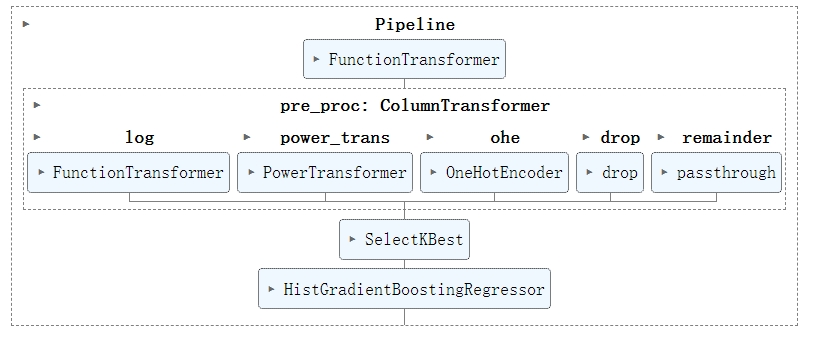 Pipeline
FunctionTransformer
pre_proc: ColumnTransformer
log power_trans ohe drop remainder
FunctionTransformer PowerTransformer OneHotEncoder drop passthrough
SelectKBest
HistGradientBoostingRegressor